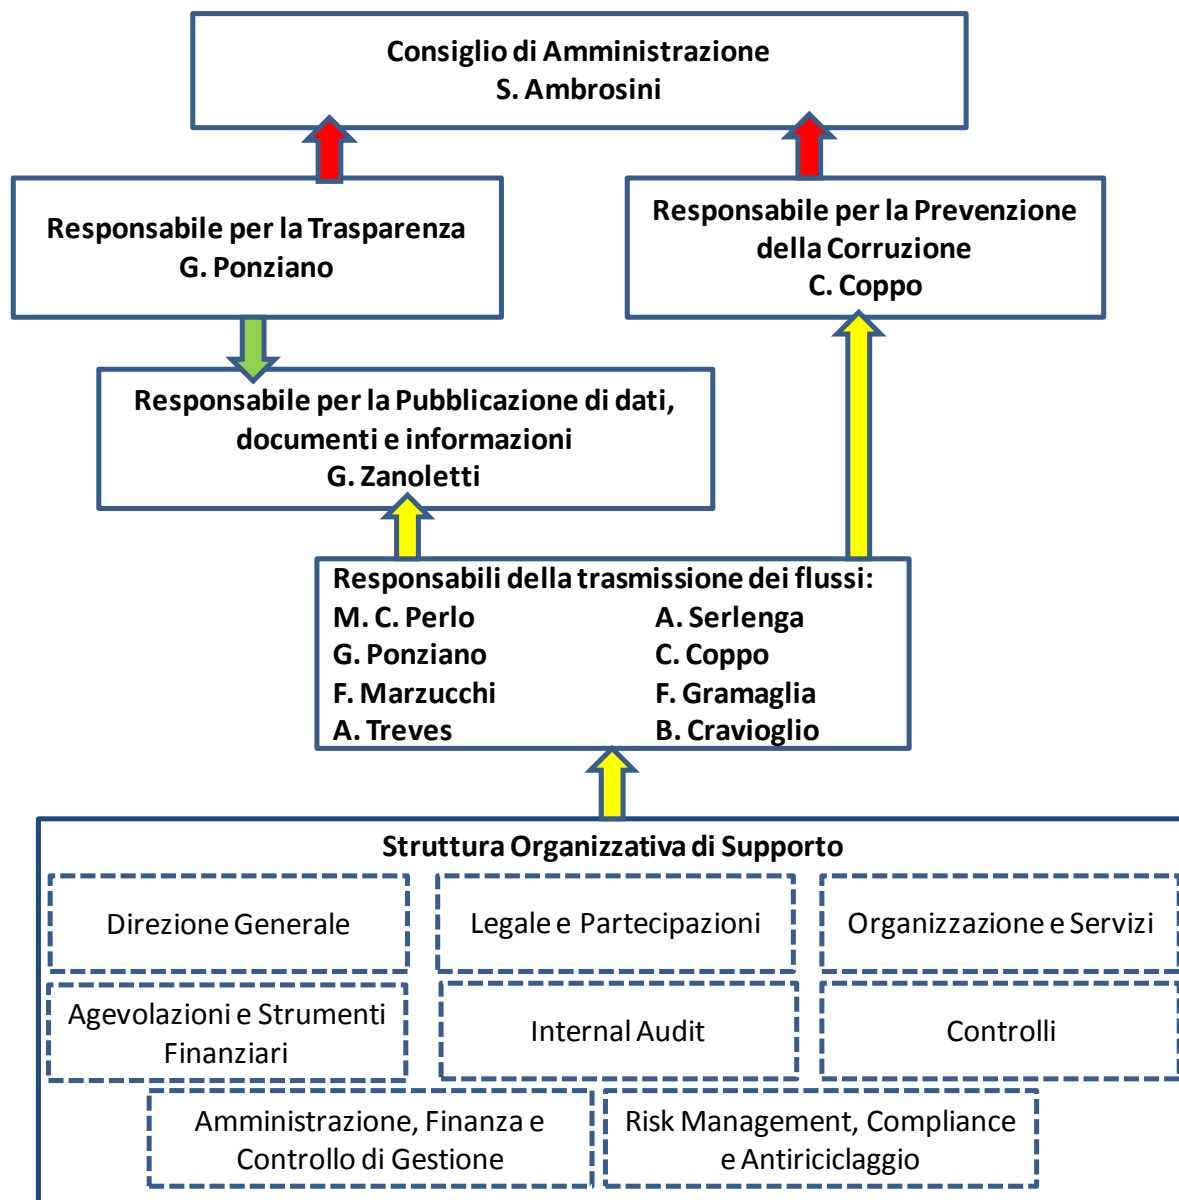 Consiglio di Amministrazione
S. Ambrosini
Responsabile per la Trasparenza
G. Ponziano
Responsabile per la Prevenzione
della Corruzione
C. Coppo
Responsabile per la Pubblicazione di dati,
documenti e informazioni
G. Zanoletti
Responsabili della trasmissione dei flussi:
M. C. Perlo A. Serlenga
G. Ponziano C. Coppo
F. Marzucchi F. Gramaglia
A. Treves B. Cravioglio
Struttura Organizzativa di Supporto
Direzione Generale
Legale e Partecipazioni
Organizzazione e Servizi
Agevolazioni e Strumenti
Finanziari
Internal Audit
Controlli
Amministrazione, Finanza e
Controllo di Gestione
Risk Management, Compliance
e Antiriciclaggio